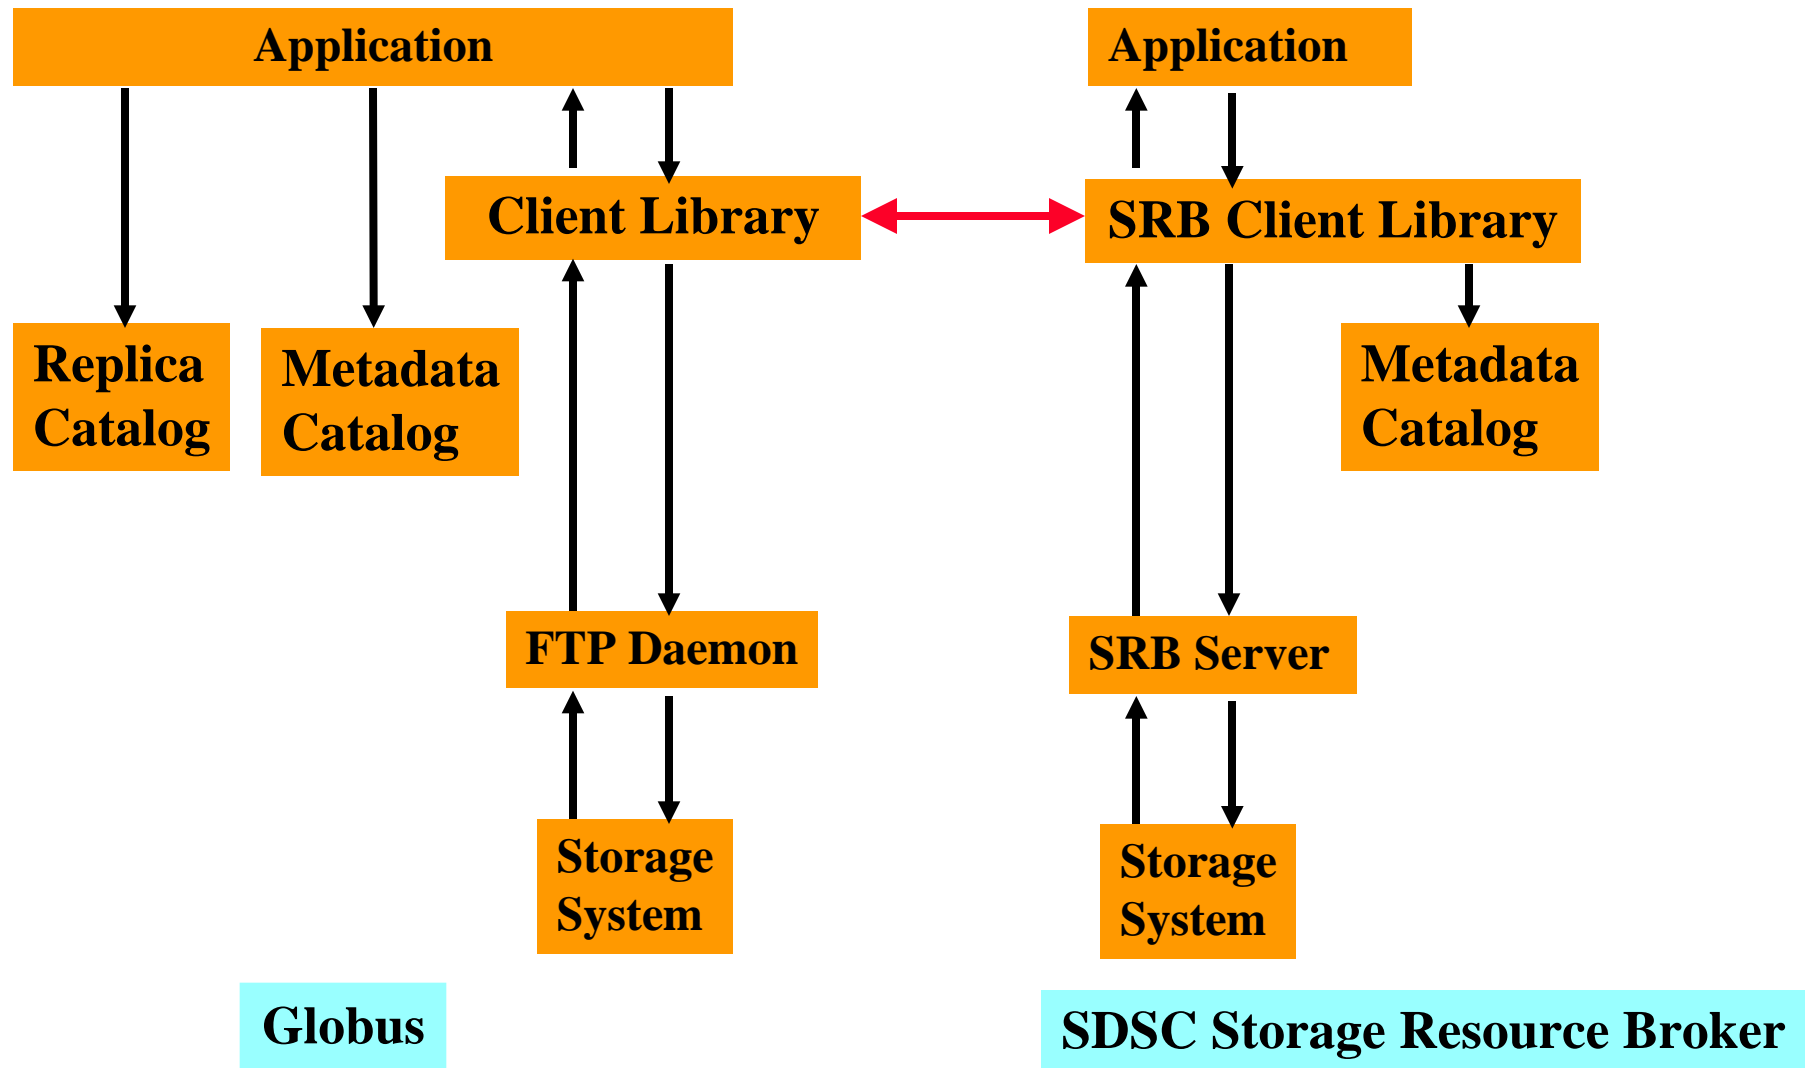 Application
Application
Client Library
SRB Client Library
Replica
Catalog
Metadata
Catalog
Metadata
Catalog
FTP Daemon
SRB Server
Storage
System
Storage
System
Globus
SDSC Storage Resource Broker